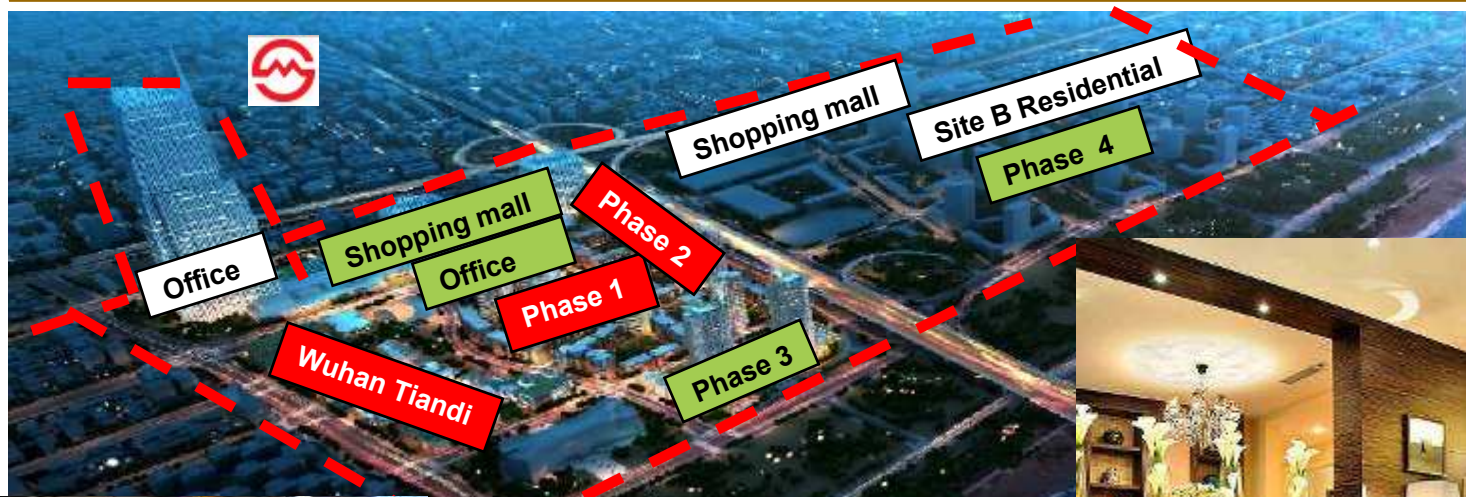 Shopping mall
Site B Residential
Phase 4
Office
Shopping mall
Office
Phase 2
Phase 1
Wuhan Tiandi
Phase 3